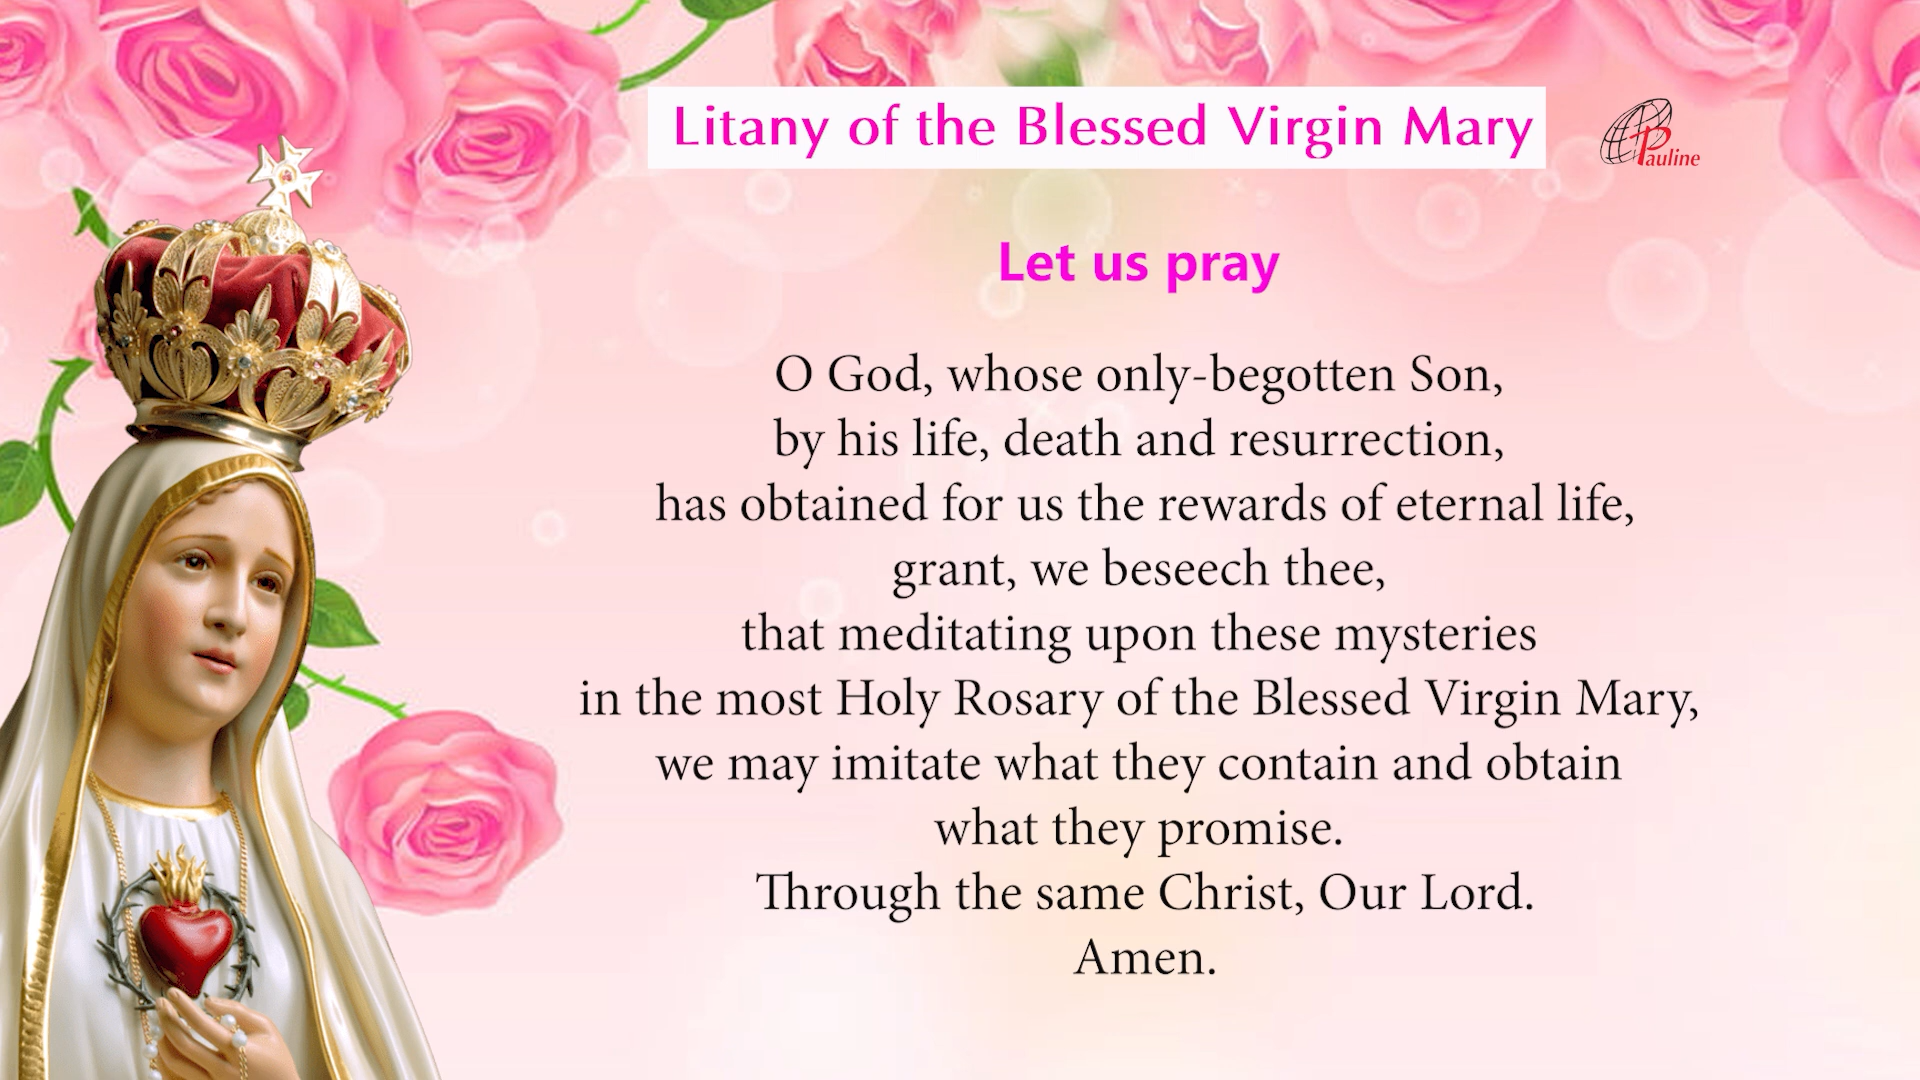 Litany of the Blessed Virgin Mary
Pauline
Let us pray
O God, whose only-begotten Son,
by his life, death and resurrection,
has obtained for us the rewards of eternal life,
grant, we beseech thee,
that meditating upon these mysteries
in the most Holy Rosary of the Blessed Virgin Mary,
we may imitate what they contain and obtain
what they promise.
Through the same Christ, Our Lord.
Amen.